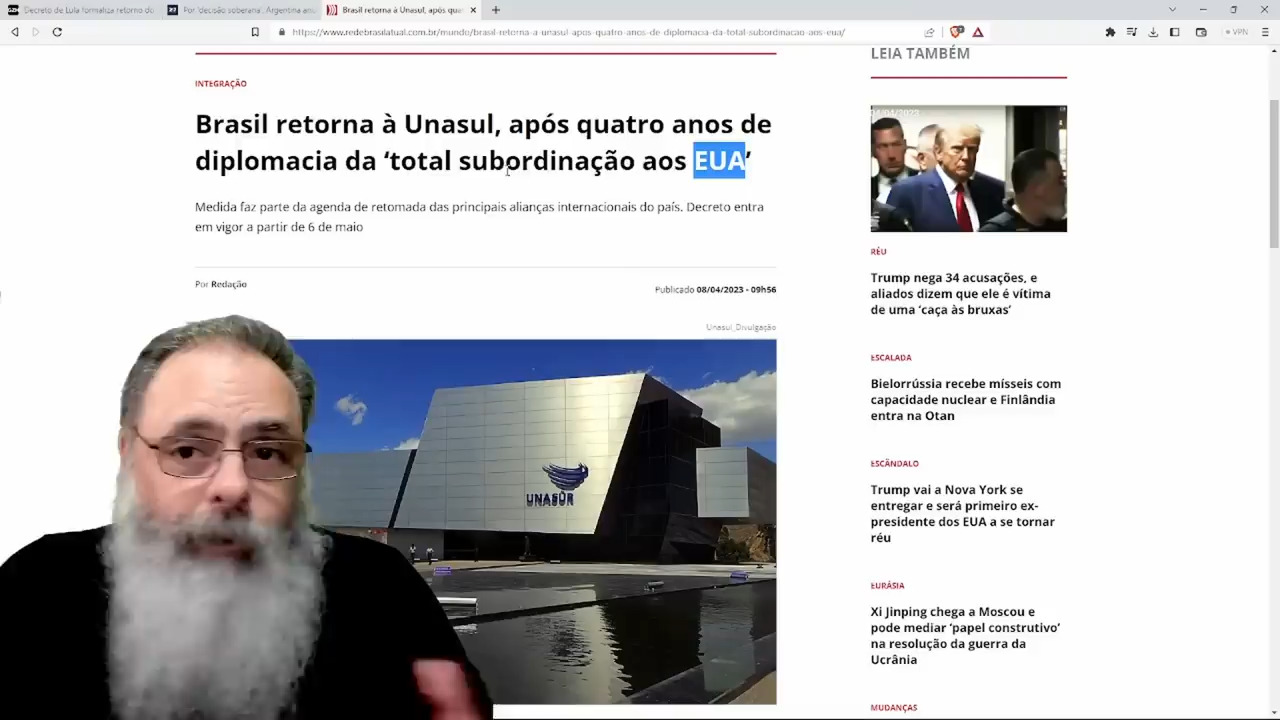 Decreto de Lula formaliza retorno do
Por 'decisão soberana', Argentina anu
Brasil retorna à Unasul, após quat
https://www.redebrasilatual.com.br/mundo/brasil-retorna-a-unasul-apos-quatro-anos-de-diplomacia-da-total-subordinacao-aos-eua/
VPN
INTEGRAÇÃO
Brasil retorna à Unasul, após quatro anos de
diplomacia da ‘total subordinação aos EUA’
Medida faz parte da agenda de retomada das principais alianças internacionais do país. Decreto entra
em vigor a partir de 6 de maio
Por Redação
Publicado 08/04/2023 - 09h56
Unasul_Divulgação
UNASUR
LEIA TAMBÉM
04/04/2023
RÉU
Trump nega 34 acusações, e
aliados dizem que ele é vítima
de uma ‘caça às bruxas’
ESCALADA
Bielorrússia recebe mísseis com
capacidade nuclear e Finlândia
entra na Otan
ESCÂNDALO
Trump vai a Nova York se
entregar e será primeiro ex-
presidente dos EUA a se tornar
réu
EURÁSIA
Xi Jinping chega a Moscou e
pode mediar ‘papel construtivo’
na resolução da guerra da
Ucrânia
MUDANÇAS